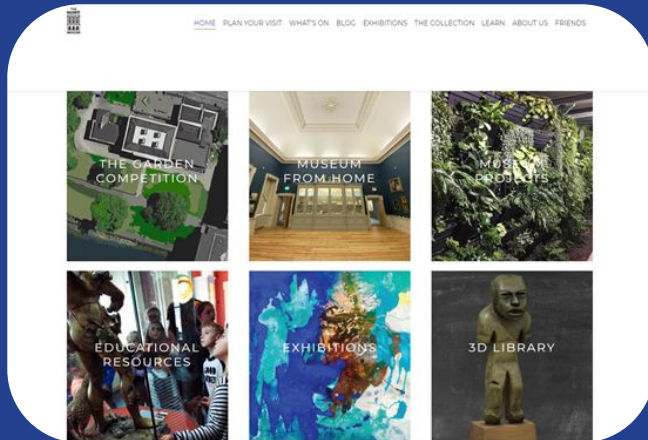 HOME PLAN YOUR VISIT WHAT'S ON BLOG EXHIBITIONS THE COLLECTION LEARN ABOUT US FRIENDS
THE GARDEN
COMPETITION
MUSEUM
FROM HOME
MUSEUM
PROJECTS
EDUCATIONAL
RESOURCES
EXHIBITIONS
3D LIBRARY